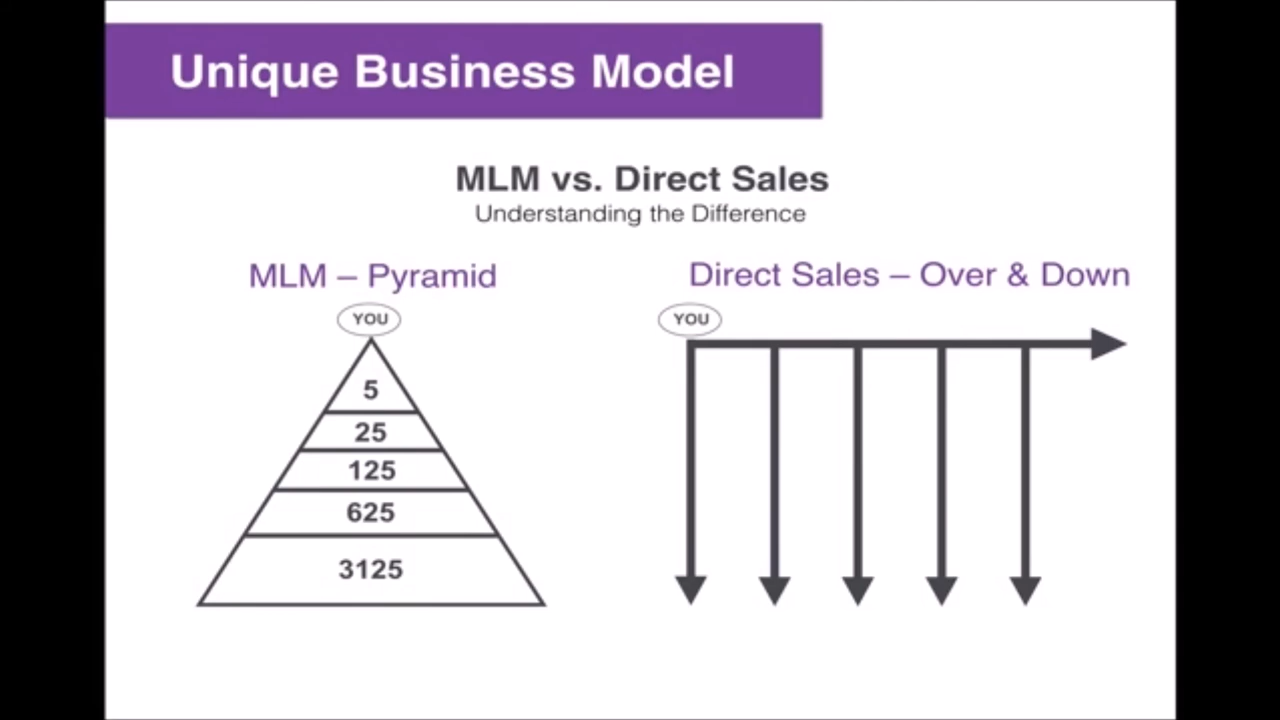 Unique Business Model
MLM vs. Direct Sales
Understanding the Difference
MLM – Pyramid
YOU
5
25
125
625
3125
Direct Sales – Over & Down
YOU